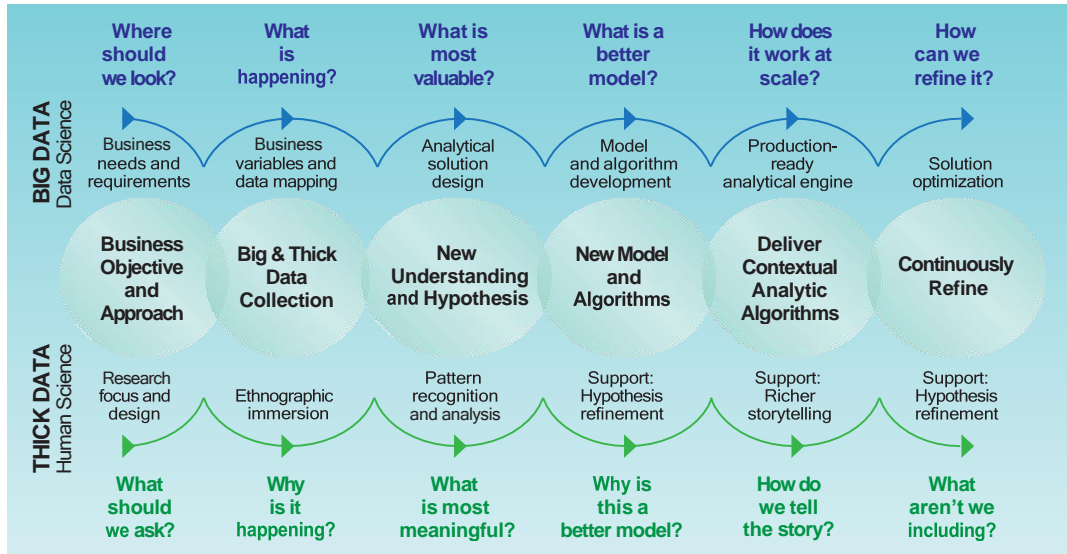 Where
should
we look?
What
is
happening?
What is
most
valuable?
What is a
better
model?
How does
it work at
scale?
How
can we
refine it?
BIG DATA
Data Science
Business
needs and
requirements
Business
variables and
data mapping
Analytical
solution
design
Model
and algorithm
development
Production-
ready
analytical engine
Solution
optimization
Business
Objective
and
Approach
Big & Thick
Data
Collection
New
Understanding
and Hypothesis
New Model
and
Algorithms
Deliver
Contextual
Analytic
Algorithms
Continuously
Refine
THICK DATA
Human Science
Research
focus and
design
Ethnographic
immersion
Pattern
recognition
and analysis
Support:
Hypothesis
refinement
Support:
Richer
storytelling
Support:
Hypothesis
refinement
What
should
we ask?
Why
is it
happening?
What
is most
meaningful?
Why is
this a
better model?
How do
we tell
the story?
What
aren't we
including?